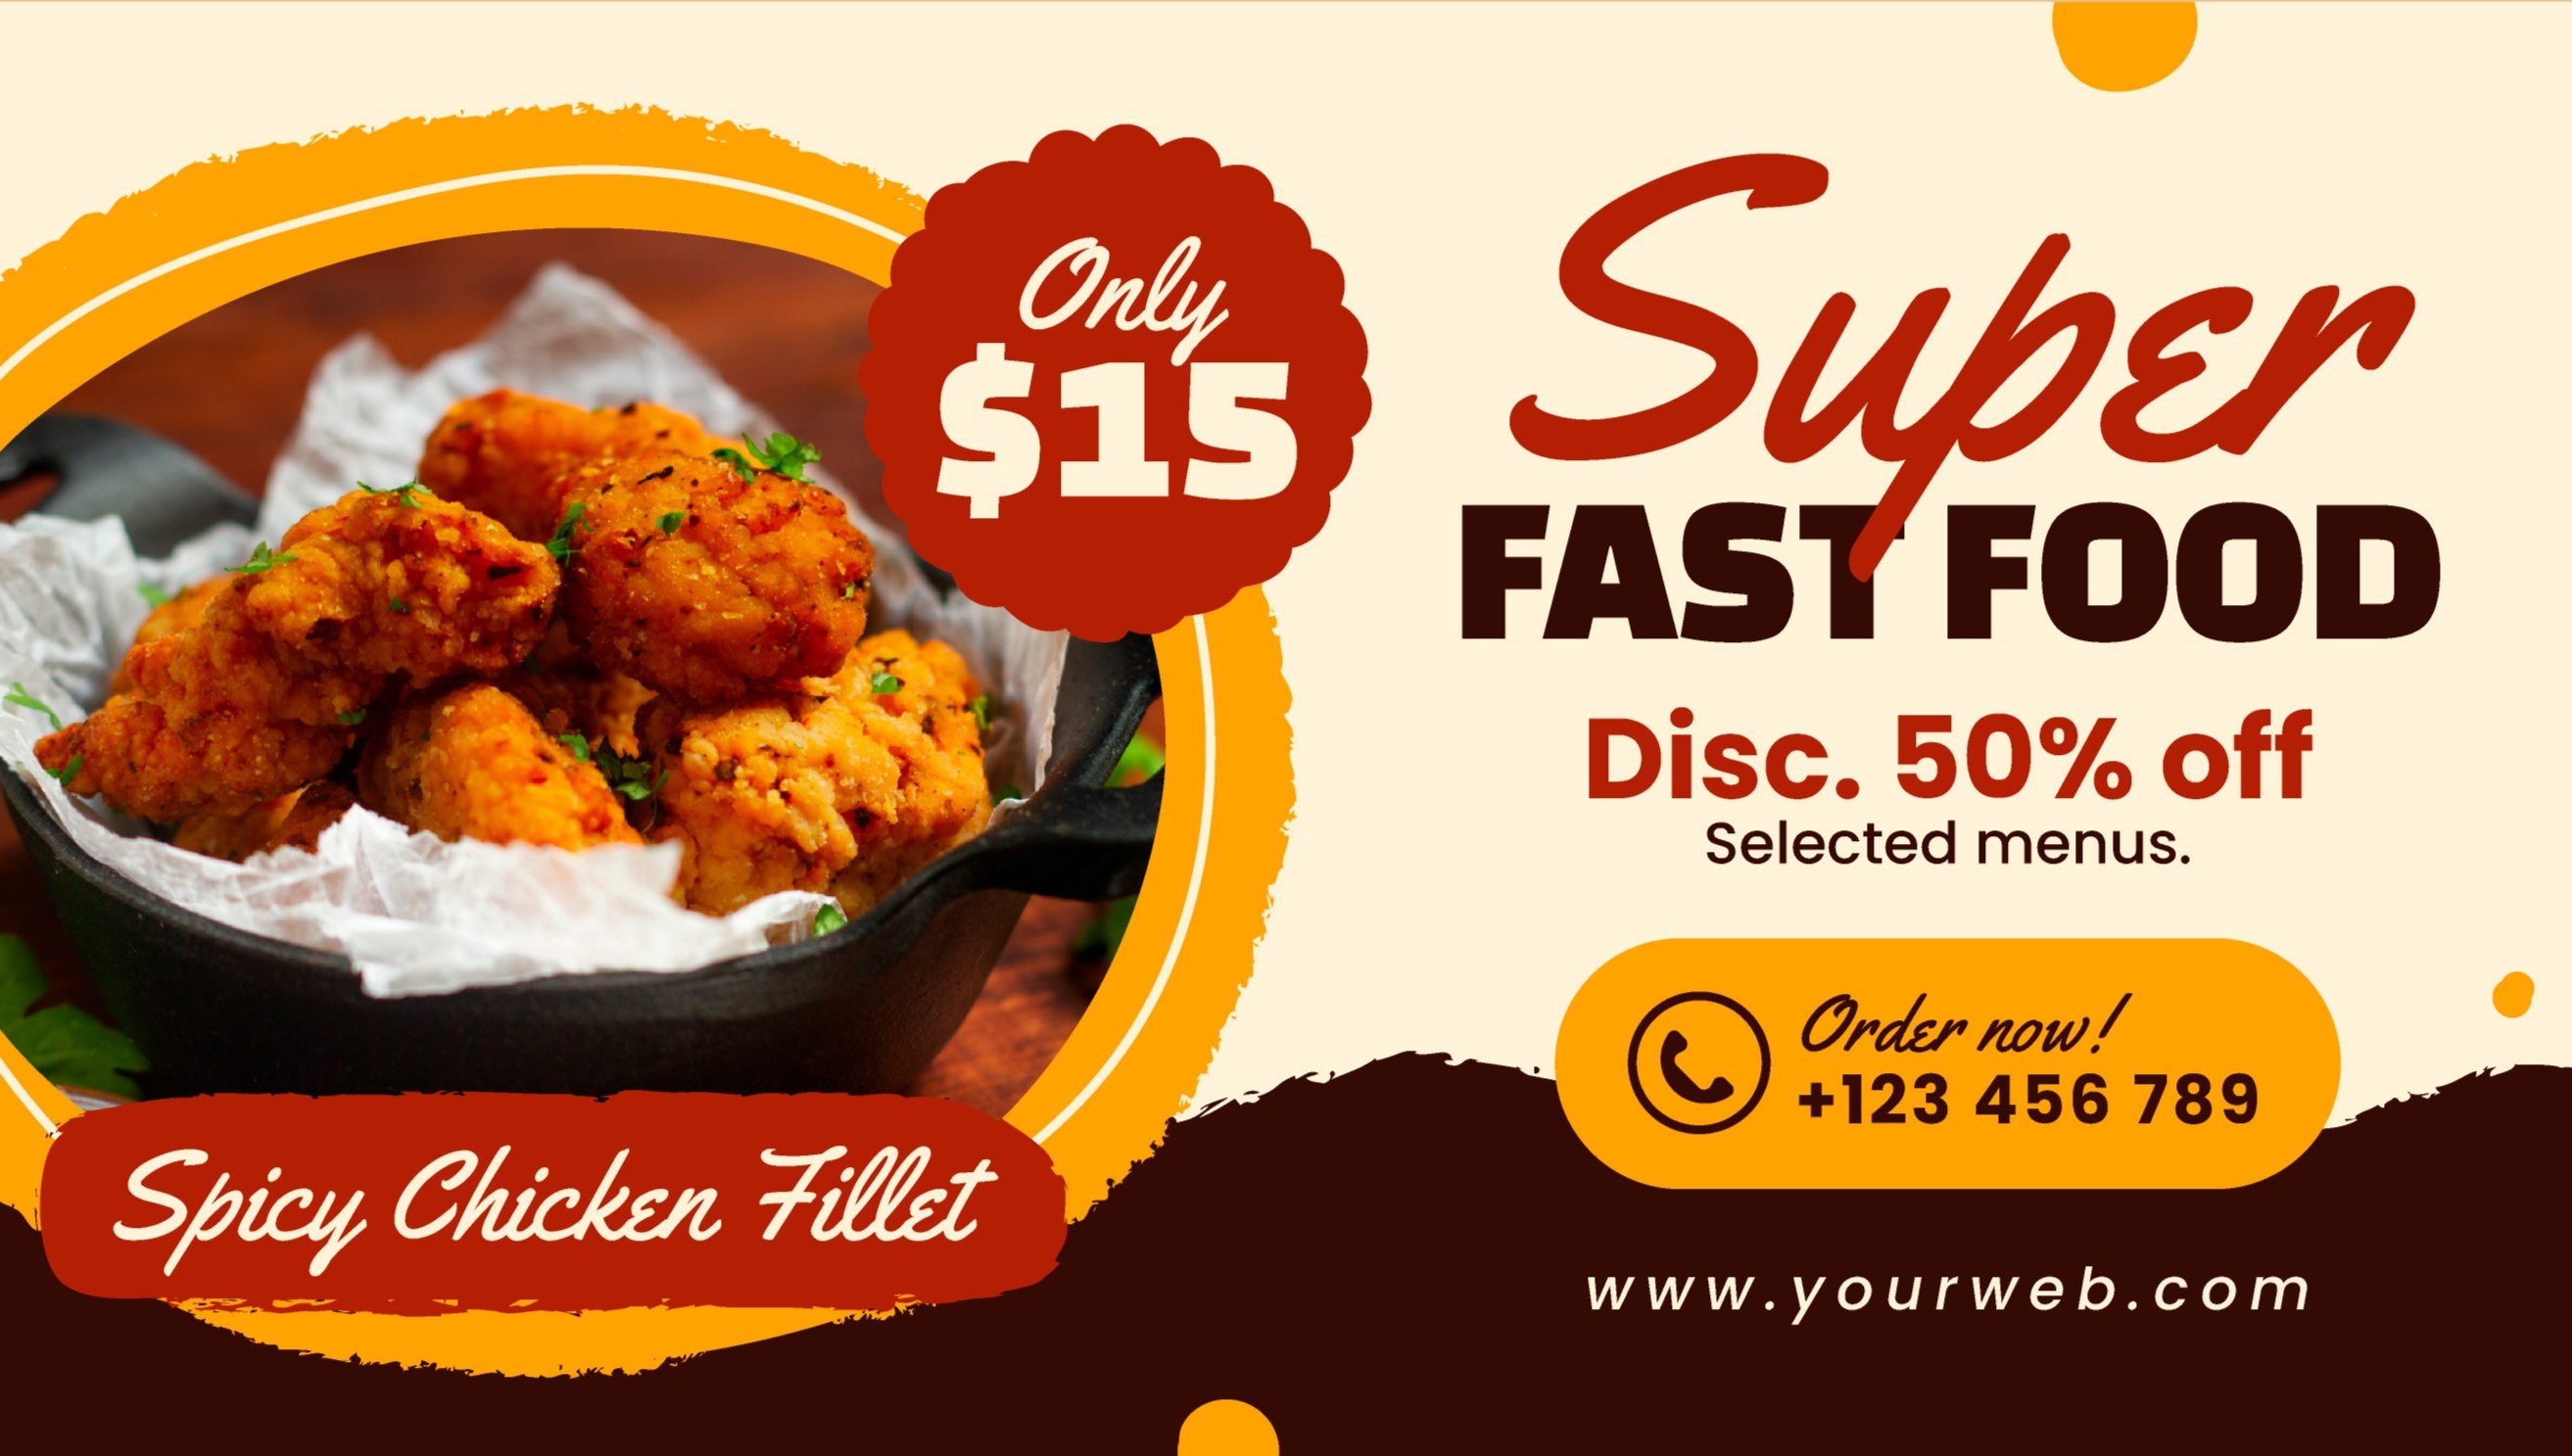 Only
$15
Spicy Chicken Fillet
Super
FAST FOOD
Disc. 50% off
Selected menus.
Order now!
+123 456 789
www.yourweb.com